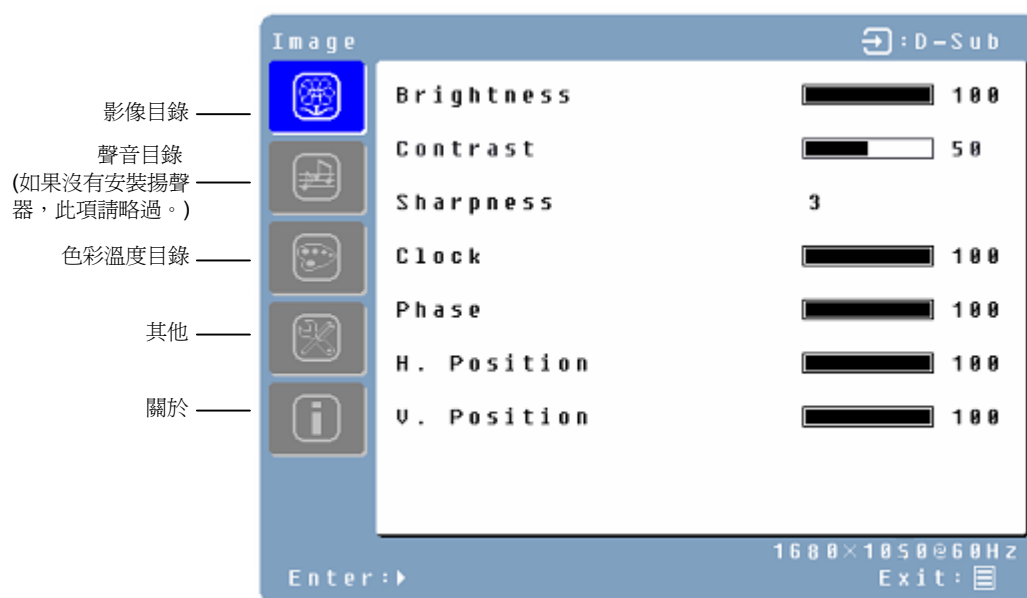 Image
:D-Sub
影像目錄
聲音目錄
(如果沒有安裝揚聲
器，此項請略過。)
色彩溫度目錄
其他
關於
Brightness 100
Contrast 50
Sharpness 3
Clock 100
Phase 100
H. Position 100
V. Position 100
1680×1050@60Hz
Enter:
Exit: